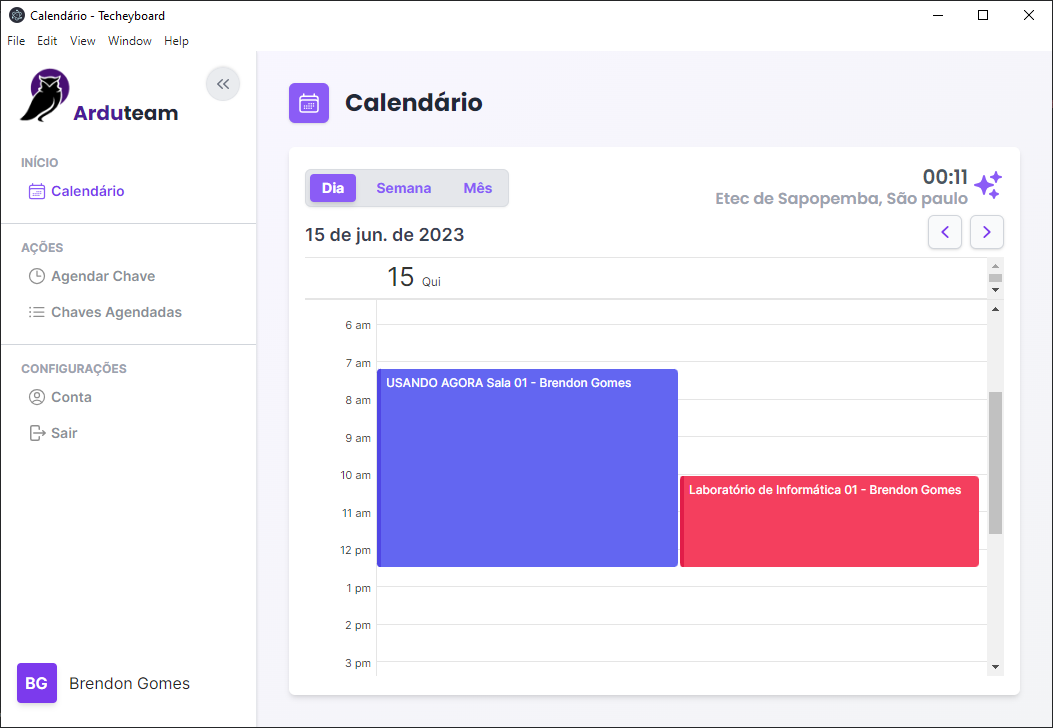 Calendário - Techeyboard
File Edit View Window Help
Arduteam
INÍCIO
Calendário
AÇÕES
Agendar Chave
Chaves Agendadas
CONFIGURAÇÕES
Conta
Sair
BG Brendon Gomes
Calendário
Dia Semana Mês
00:11
Etec de Sapopemba, São paulo
15 de jun. de 2023
15 Qui
6 am
7 am
USANDO AGORA Sala 01 - Brendon Gomes
8 am
9 am
10 am
Laboratório de Informática 01 - Brendon Gomes
11 am
12 pm
1 pm
2 pm
3 pm